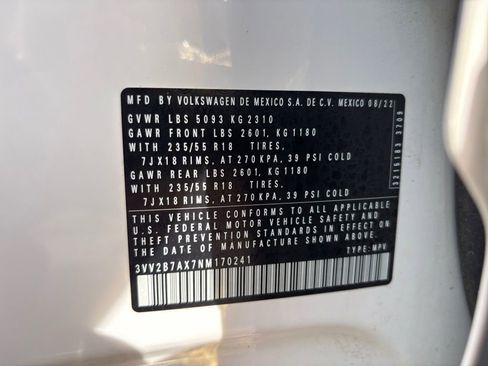 MFD BY VOLKSWAGEN DE MEXICO S.A. DE C.V. MEXICO 08/22
GVWR LBS 5093 KG 2310
GAWR FRONT LBS 2601, KG 1180
WITH 235/55 R18 TIRES,
7JX18 RIMS, AT 270KPA, 39 PSI COLD
GAWR REAR LBS 2601, KG 1180
WITH 235/55 R18 TIRES,
7JX18 RIMS, AT 270KPA, 39 PSI COLD
THIS VEHICLE CONFORMS TO ALL APPLICABLE
U.S. FEDERAL MOTOR VEHICLE SAFETY AND
THEFT PREVENTION STANDARDS IN EFFECT ON
THE DATE OF MANUFACTURE SHOWN ABOVE
3VV2B7AX7NM170241 TYPE: MPV
3216183 3709